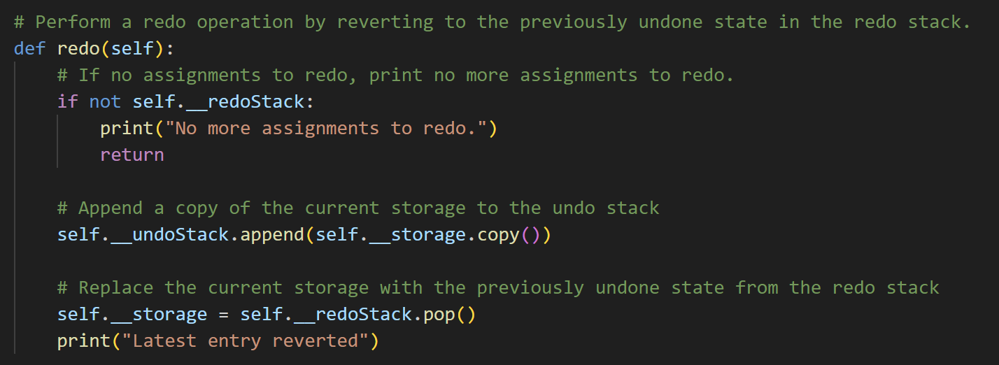 # Perform a redo operation by reverting to the previously undone state in the redo stack.
def redo(self):
    # If no assignments to redo, print no more assignments to redo.
    if not self.__redoStack:
        print("No more assignments to redo.")
        return

    # Append a copy of the current storage to the undo stack
    self.__undoStack.append(self.__storage.copy())

    # Replace the current storage with the previously undone state from the redo stack
    self.__storage = self.__redoStack.pop()
    print("Latest entry reverted")